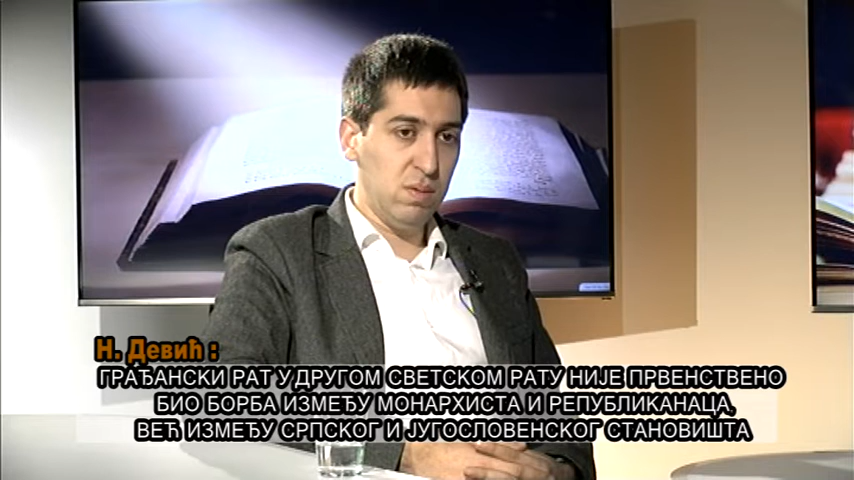 Н. Девић :
ГРАЂАНСКИ РАТ У ДРУГОМ СВЕТСКОМ РАТУ НИЈЕ ПРВЕНСТВЕНО
БИО БОРБА ИЗМЕЂУ МОНАРХИСТА И РЕПУБЛИКАНАЦА,
ВЕЋ ИЗМЕЂУ СРПСКОГ И ЈУГОСЛОВЕНСКОГ СТАНОВИШТА